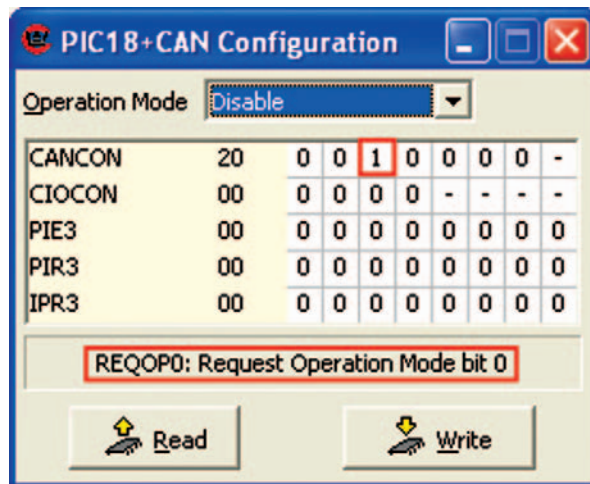 PIC18+CAN Configuration
Operation Mode Disable
CANCON 20 0 0 1 0 0 0 0 -
CIOCON 00 0 0 0 0 - - - -
PIE3 00 0 0 0 0 0 0 0 0
PIR3 00 0 0 0 0 0 0 0 0
IPR3 00 0 0 0 0 0 0 0 0
REQOP0: Request Operation Mode bit 0
Read Write